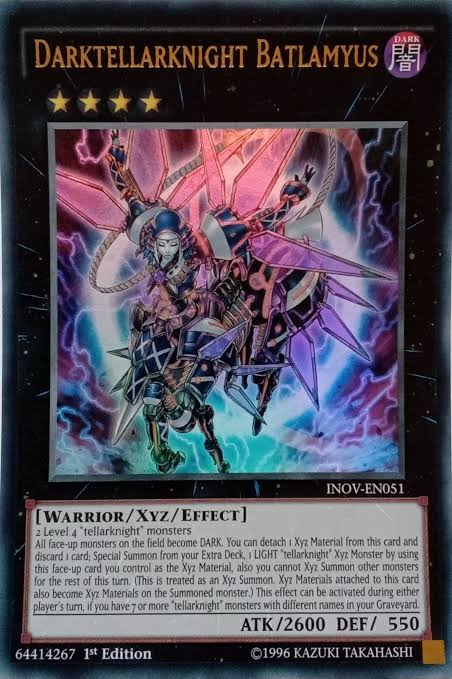 DARKTELLARKNIGHT BATLAMYUS
DARK
闇
INOV-EN051
[WARRIOR/XYZ/EFFECT]
2 Level 4 "tellarknight" monsters
All face-up monsters on the field become DARK. You can detach 1 Xyz Material from this card and
discard 1 card; Special Summon from your Extra Deck, 1 LIGHT "tellarknight" Xyz Monster by using
this face-up card you control as the Xyz Material, also you cannot Xyz Summon other monsters
for the rest of this turn. (This is treated as an Xyz Summon. Xyz Materials attached to this card
also become Xyz Materials on the Summoned monster.) This effect can be activated during either
player's turn, if you have 7 or more "tellarknight" monsters with different names in your Graveyard.
ATK/2600 DEF/ 550
64414267 1st Edition ©1996 KAZUKI TAKAHASHI